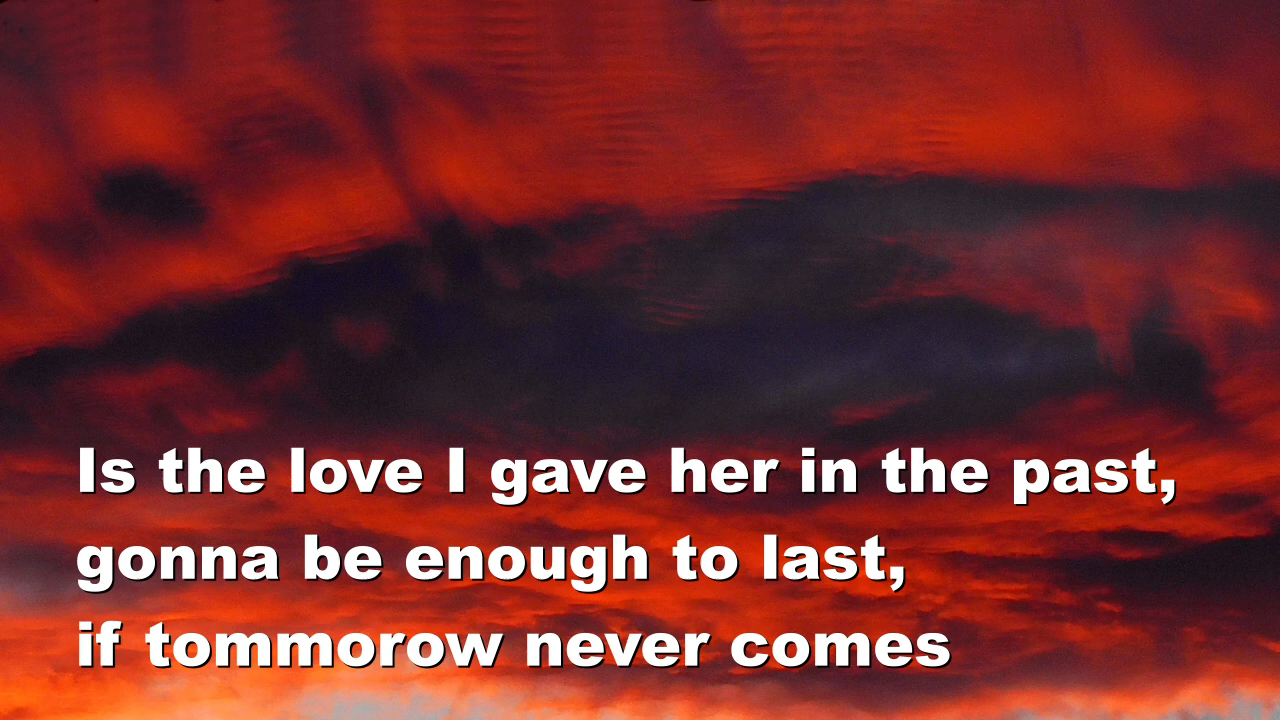 Is the love I gave her in the past,
gonna be enough to last,
if tommorow never comes